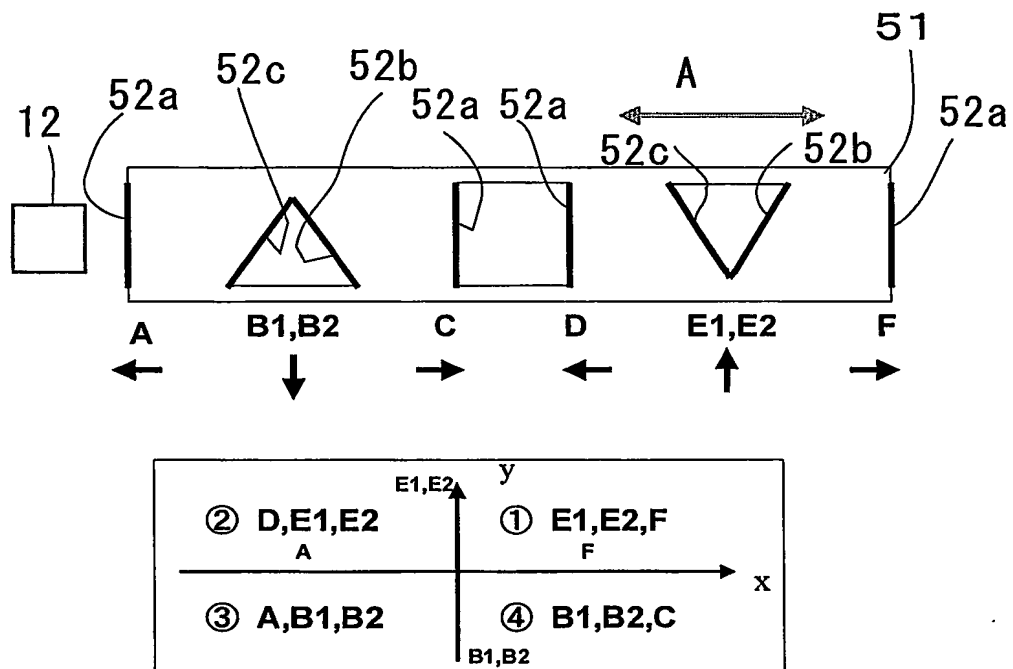 51
A
52c
52b
52a
52a
52a
12
52c
52b
52a
A
B1,B2
C
D
E1,E2
F
y
E1,E2
② D,E1,E2
① E1,E2,F
A
F
x
③ A,B1,B2
④ B1,B2,C
B1,B2